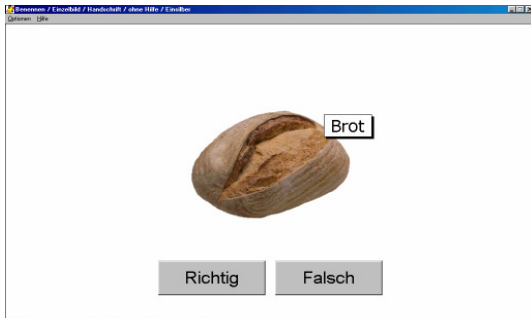 Benennen / Einzelbild / Handschrift / ohne Hilfe / Einsilber
Optionen Hilfe
Brot
Richtig Falsch